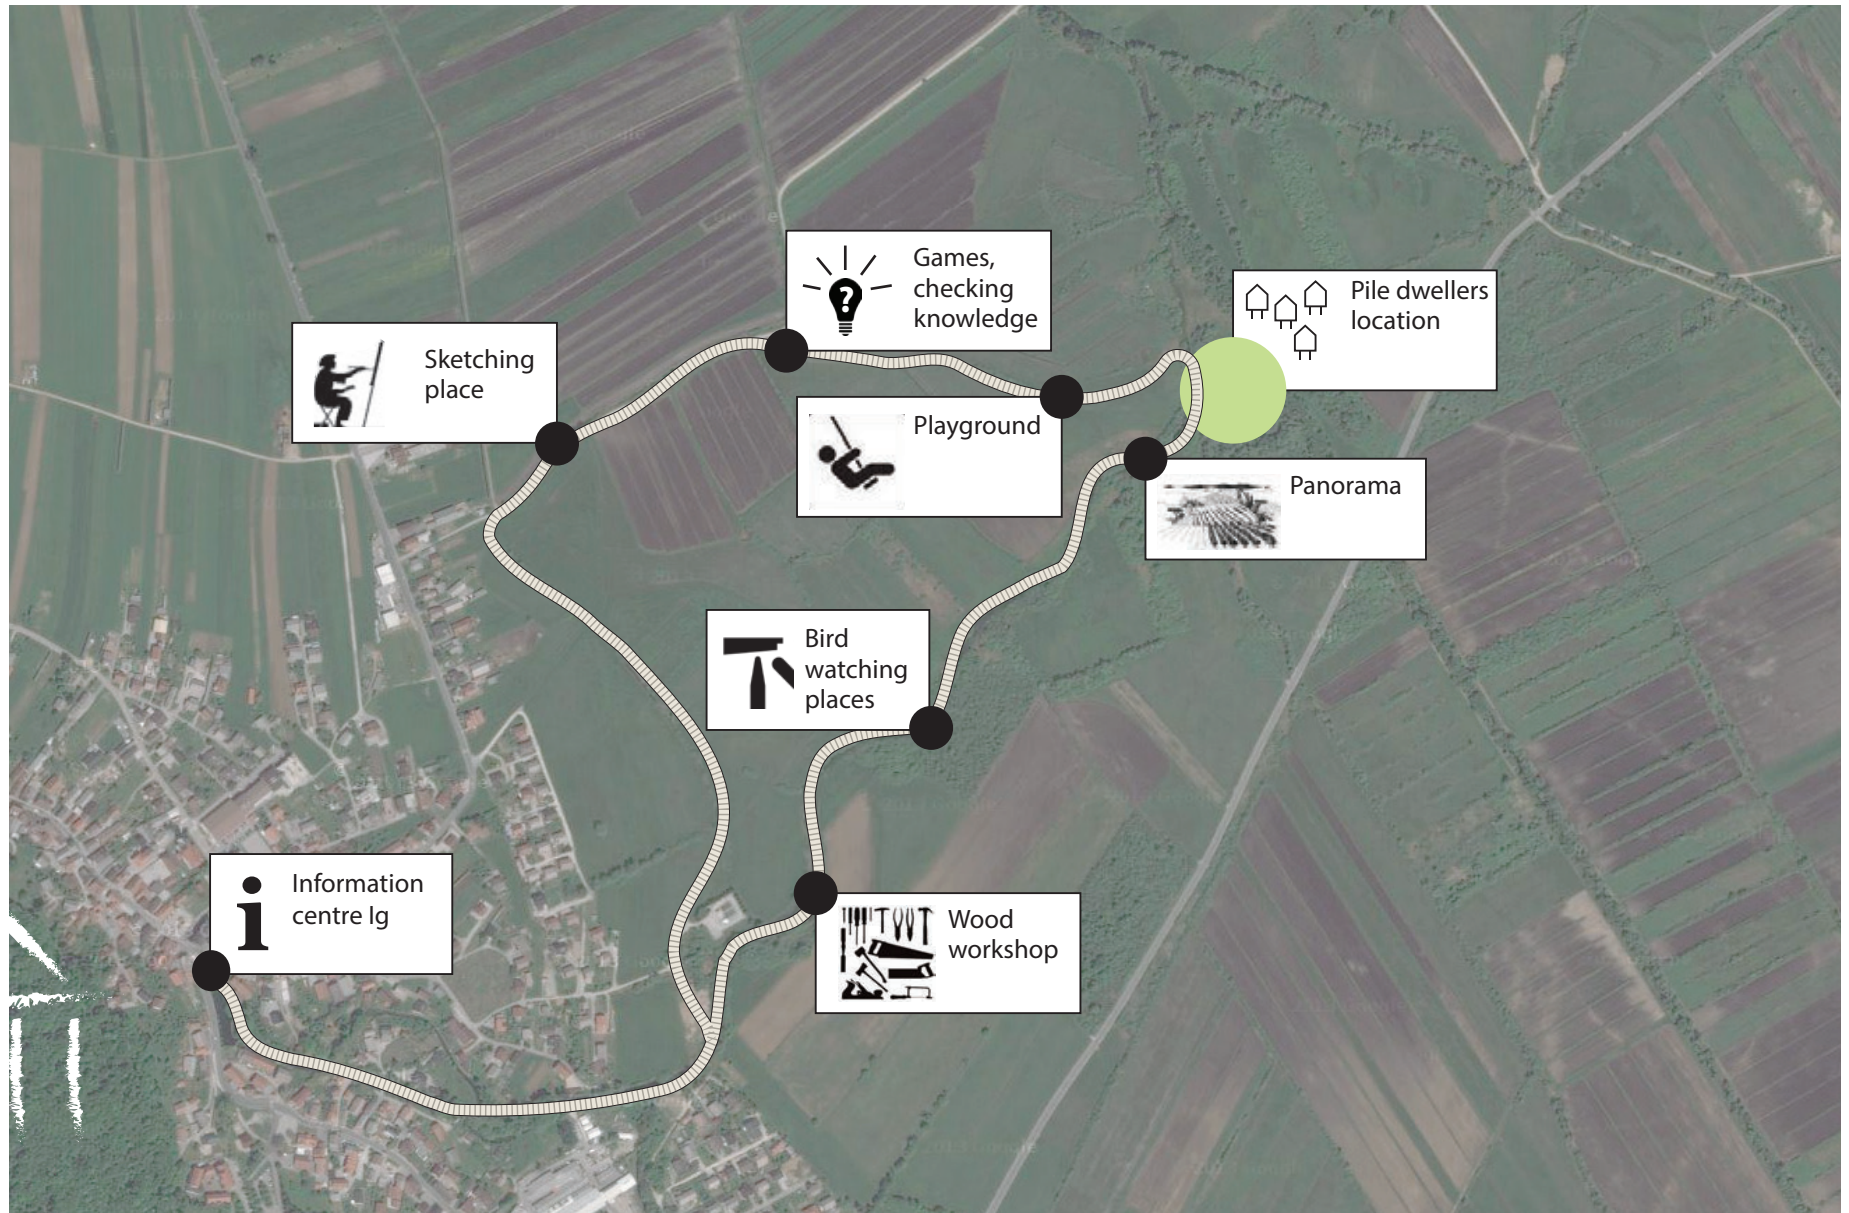 Games,
checking
knowledge
?
Pile dwellers
location
Sketching
place
Playground
Panorama
Bird
watching
places
Information
centre Ig
i
Wood
workshop